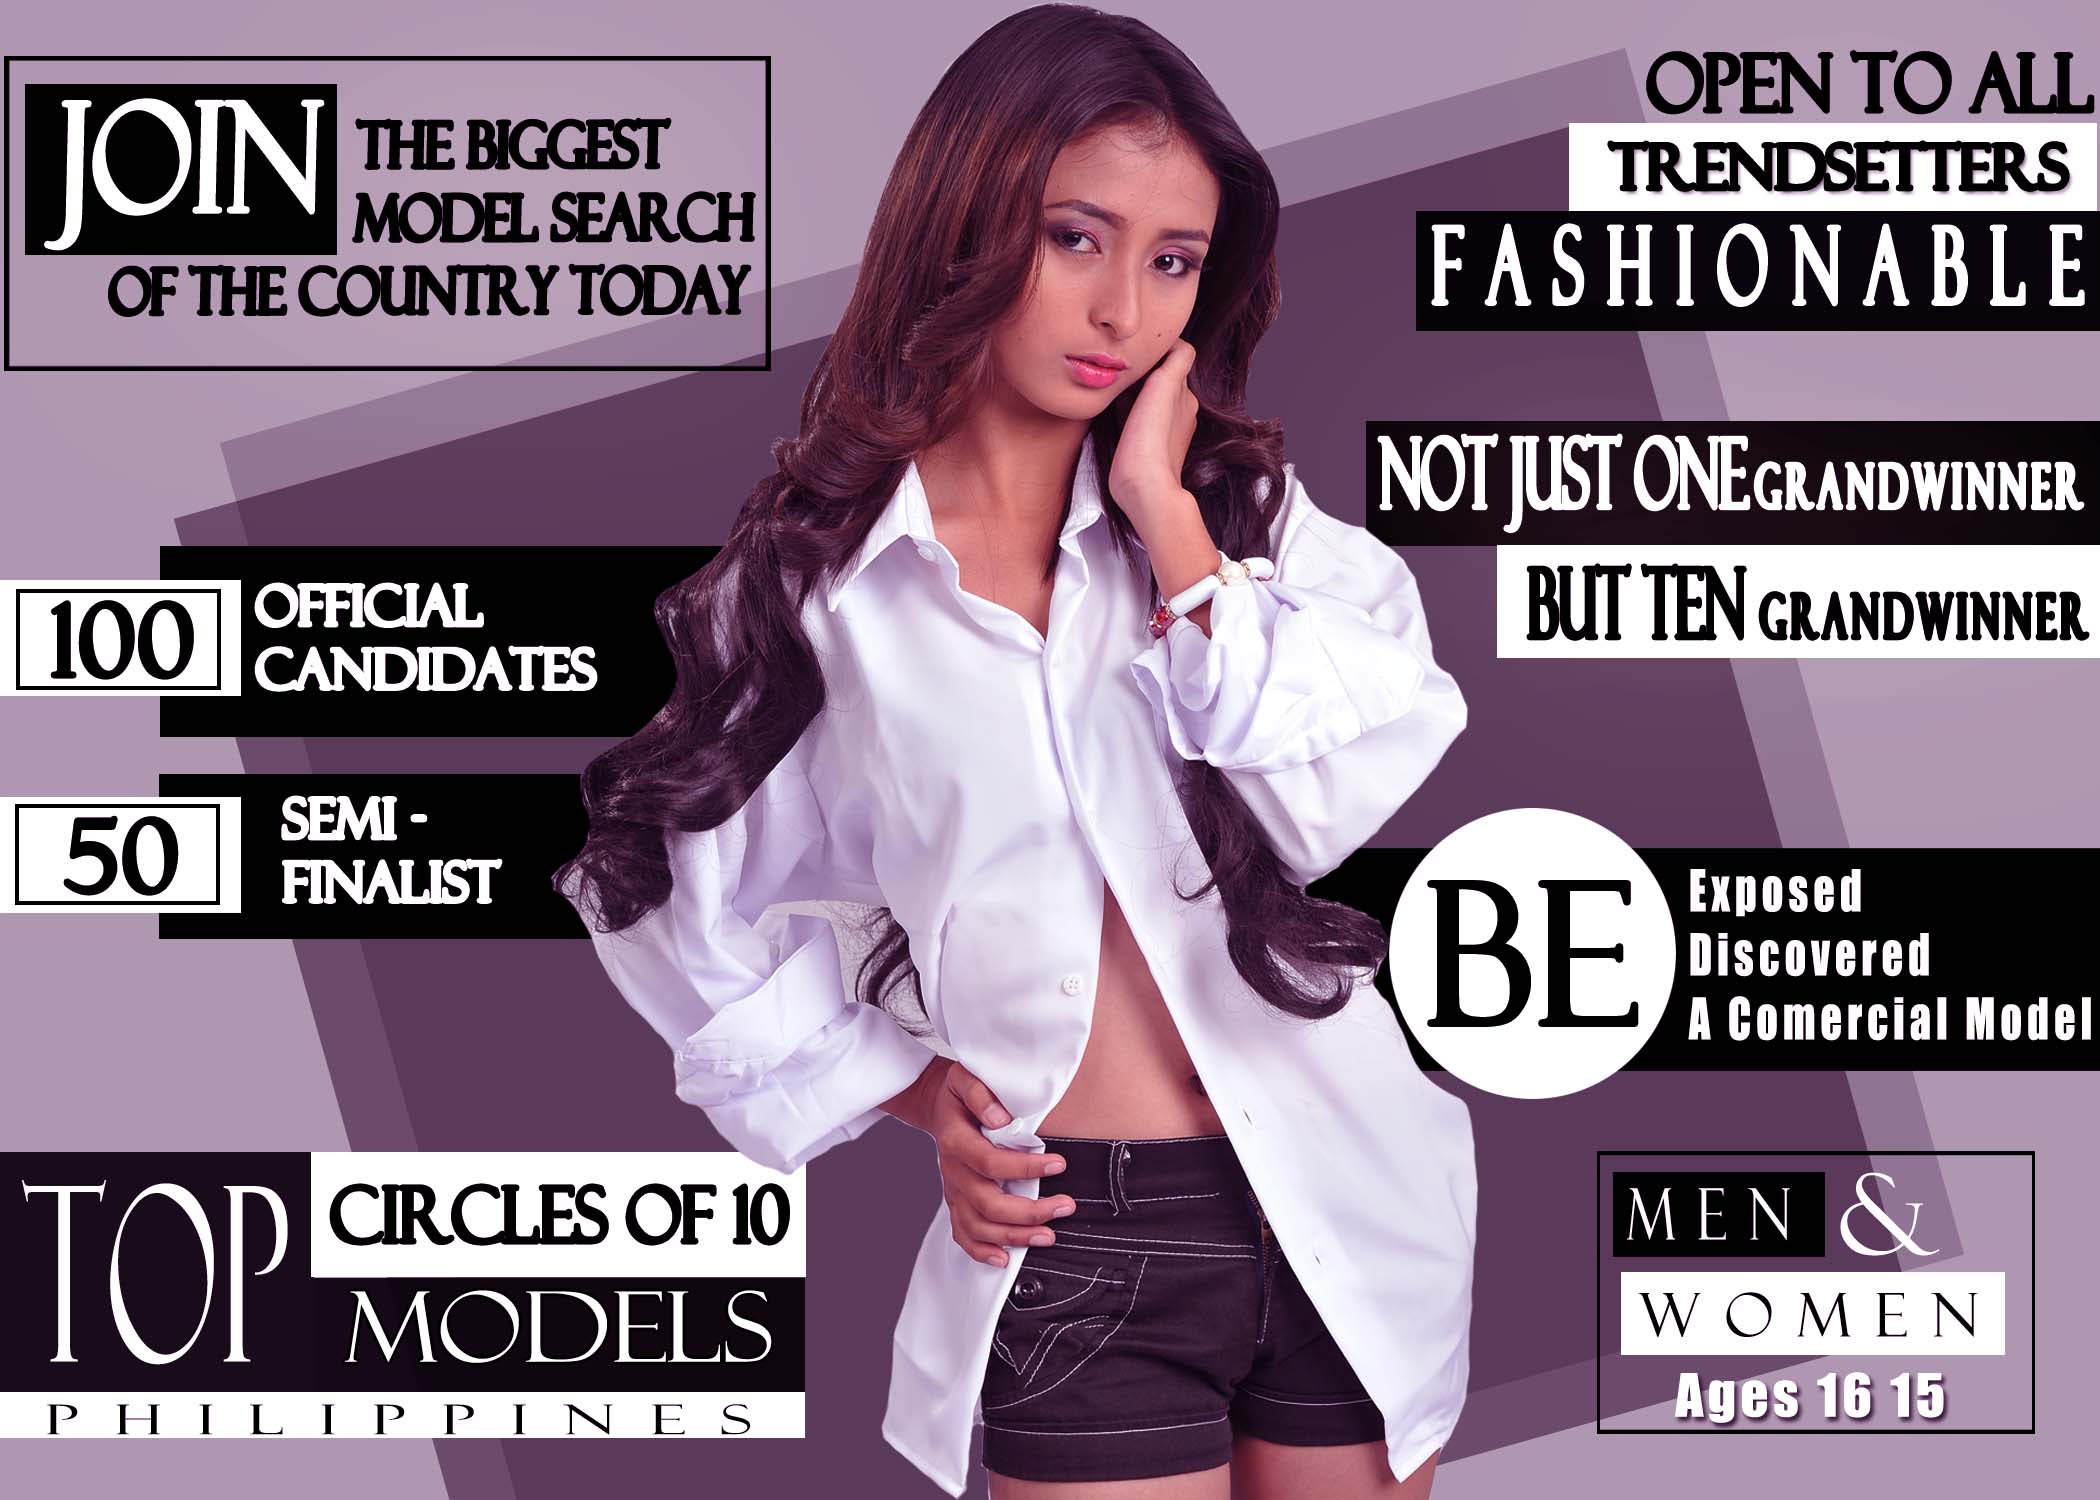 JOIN THE BIGGEST
MODEL SEARCH
OF THE COUNTRY TODAY
OPEN TO ALL
TRENDSETTERS
FASHIONABLE
NOT JUST ONE GRANDWINNER
BUT TEN GRANDWINNER
100 OFFICIAL
CANDIDATES
50 SEMI -
FINALIST
BE Exposed
Discovered
A Comercial Model
TOP CIRCLES OF 10
MODELS
PHILIPPINES
MEN &
WOMEN
Ages 16 15